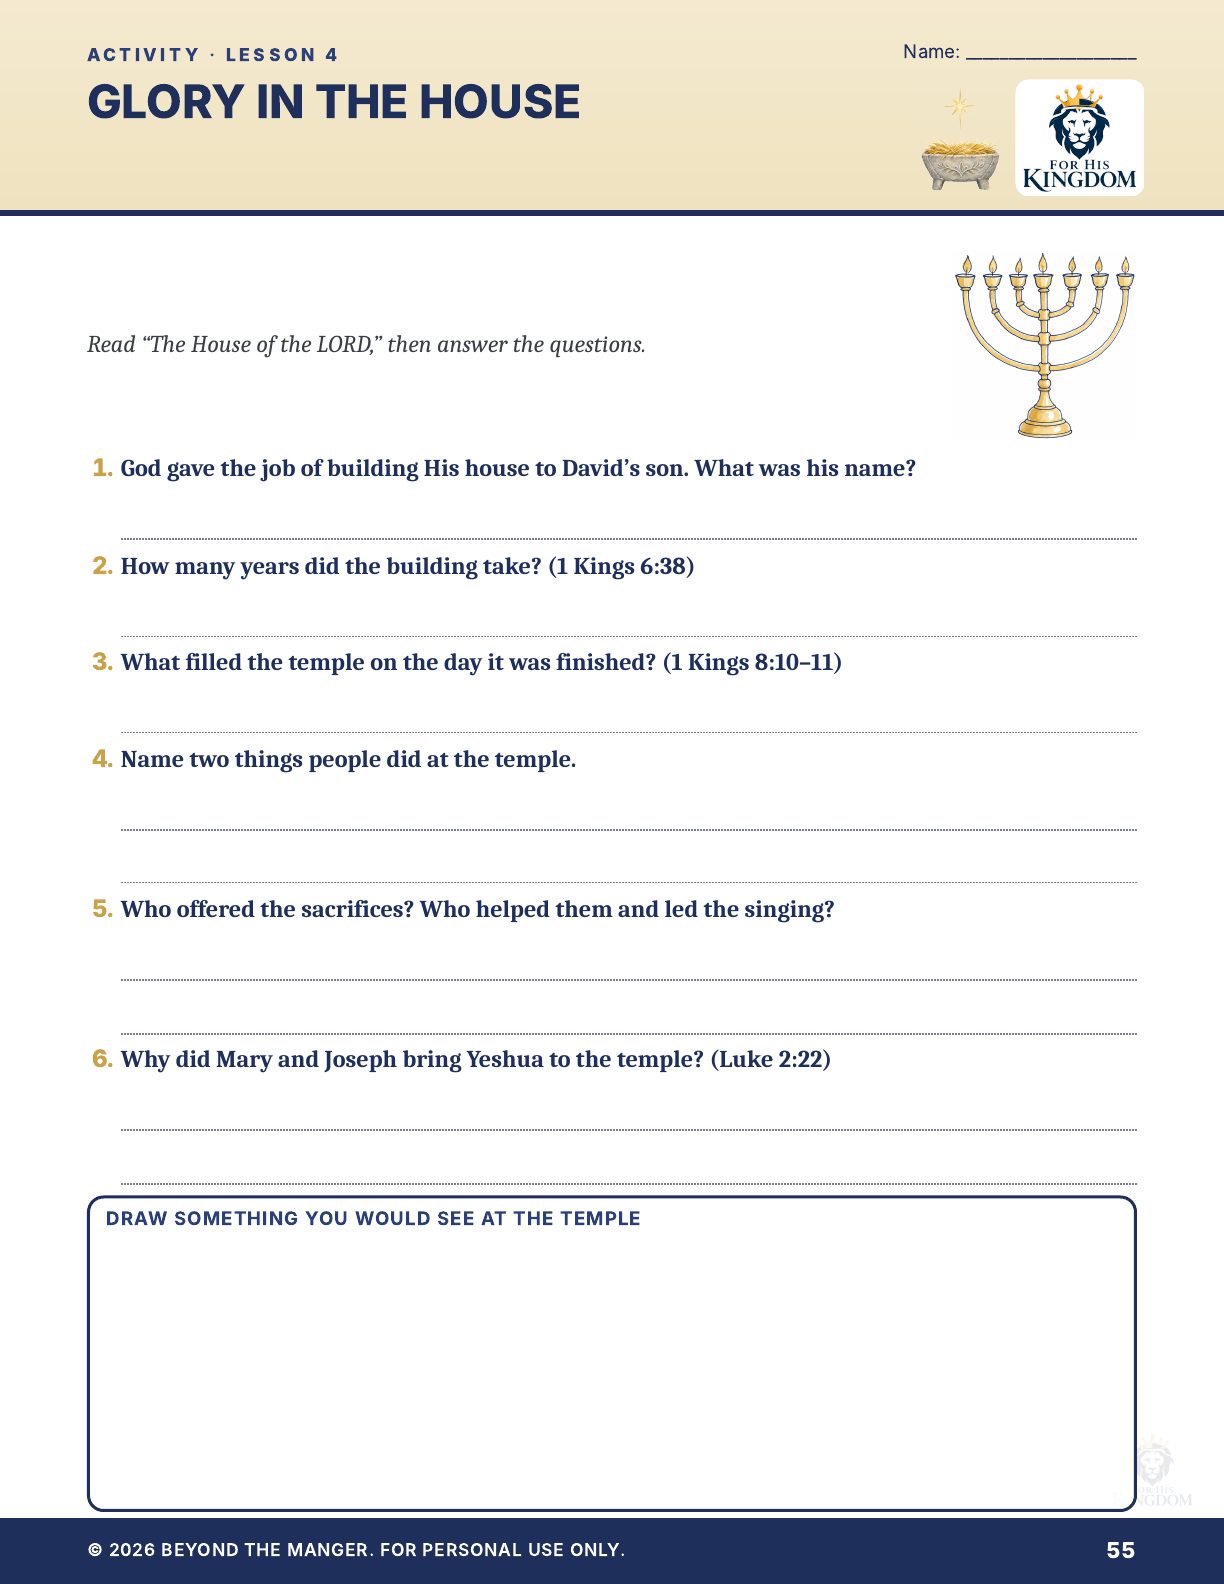 ACTIVITY · LESSON 4
Name: ____________________
GLORY IN THE HOUSE
FOR HIS
KINGDOM
Read “The House of the LORD,” then answer the questions.
1. God gave the job of building His house to David’s son. What was his name?
2. How many years did the building take? (1 Kings 6:38)
3. What filled the temple on the day it was finished? (1 Kings 8:10–11)
4. Name two things people did at the temple.
5. Who offered the sacrifices? Who helped them and led the singing?
6. Why did Mary and Joseph bring Yeshua to the temple? (Luke 2:22)
DRAW SOMETHING YOU WOULD SEE AT THE TEMPLE
FOR HIS
KINGDOM
© 2026 BEYOND THE MANGER. FOR PERSONAL USE ONLY.
55